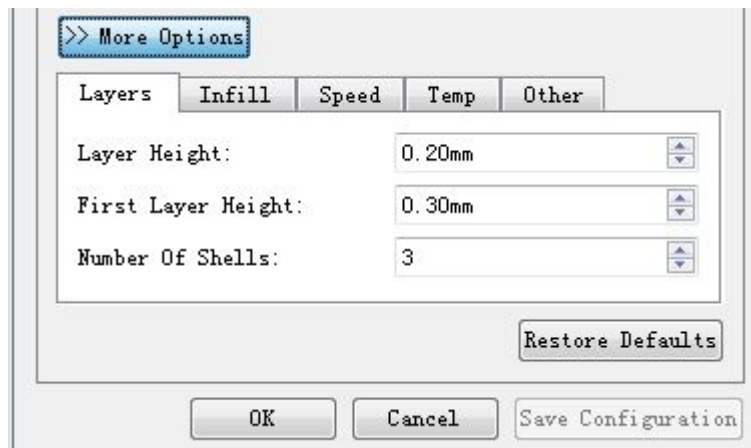 >> More Options
Layers Infill Speed Temp Other
Layer Height: 0.20mm
First Layer Height: 0.30mm
Number Of Shells: 3
Restore Defaults
OK Cancel Save Configuration